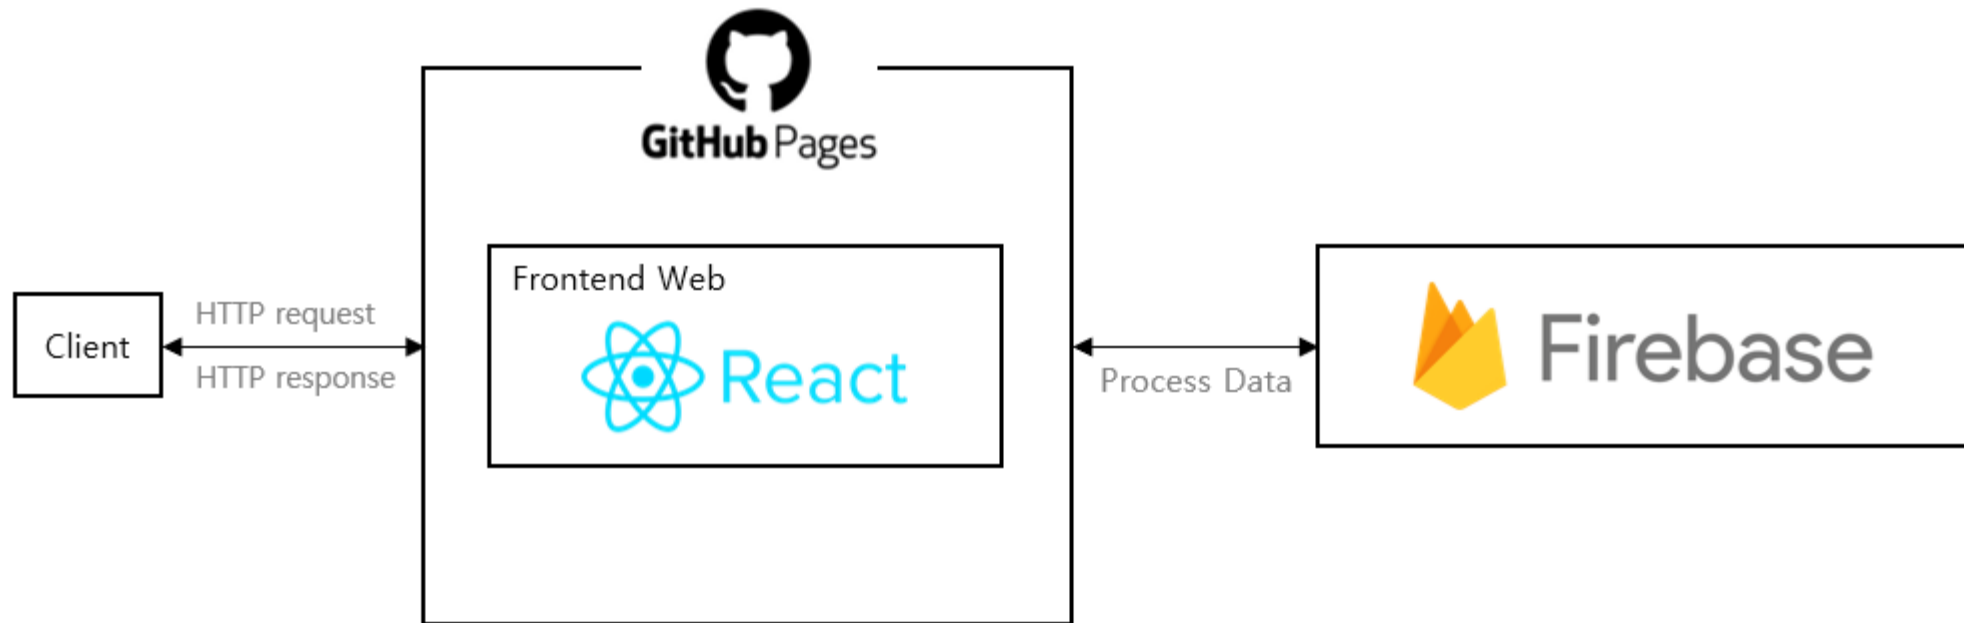 GitHub Pages
Frontend Web
React
Client
HTTP request
HTTP response
Process Data
Firebase